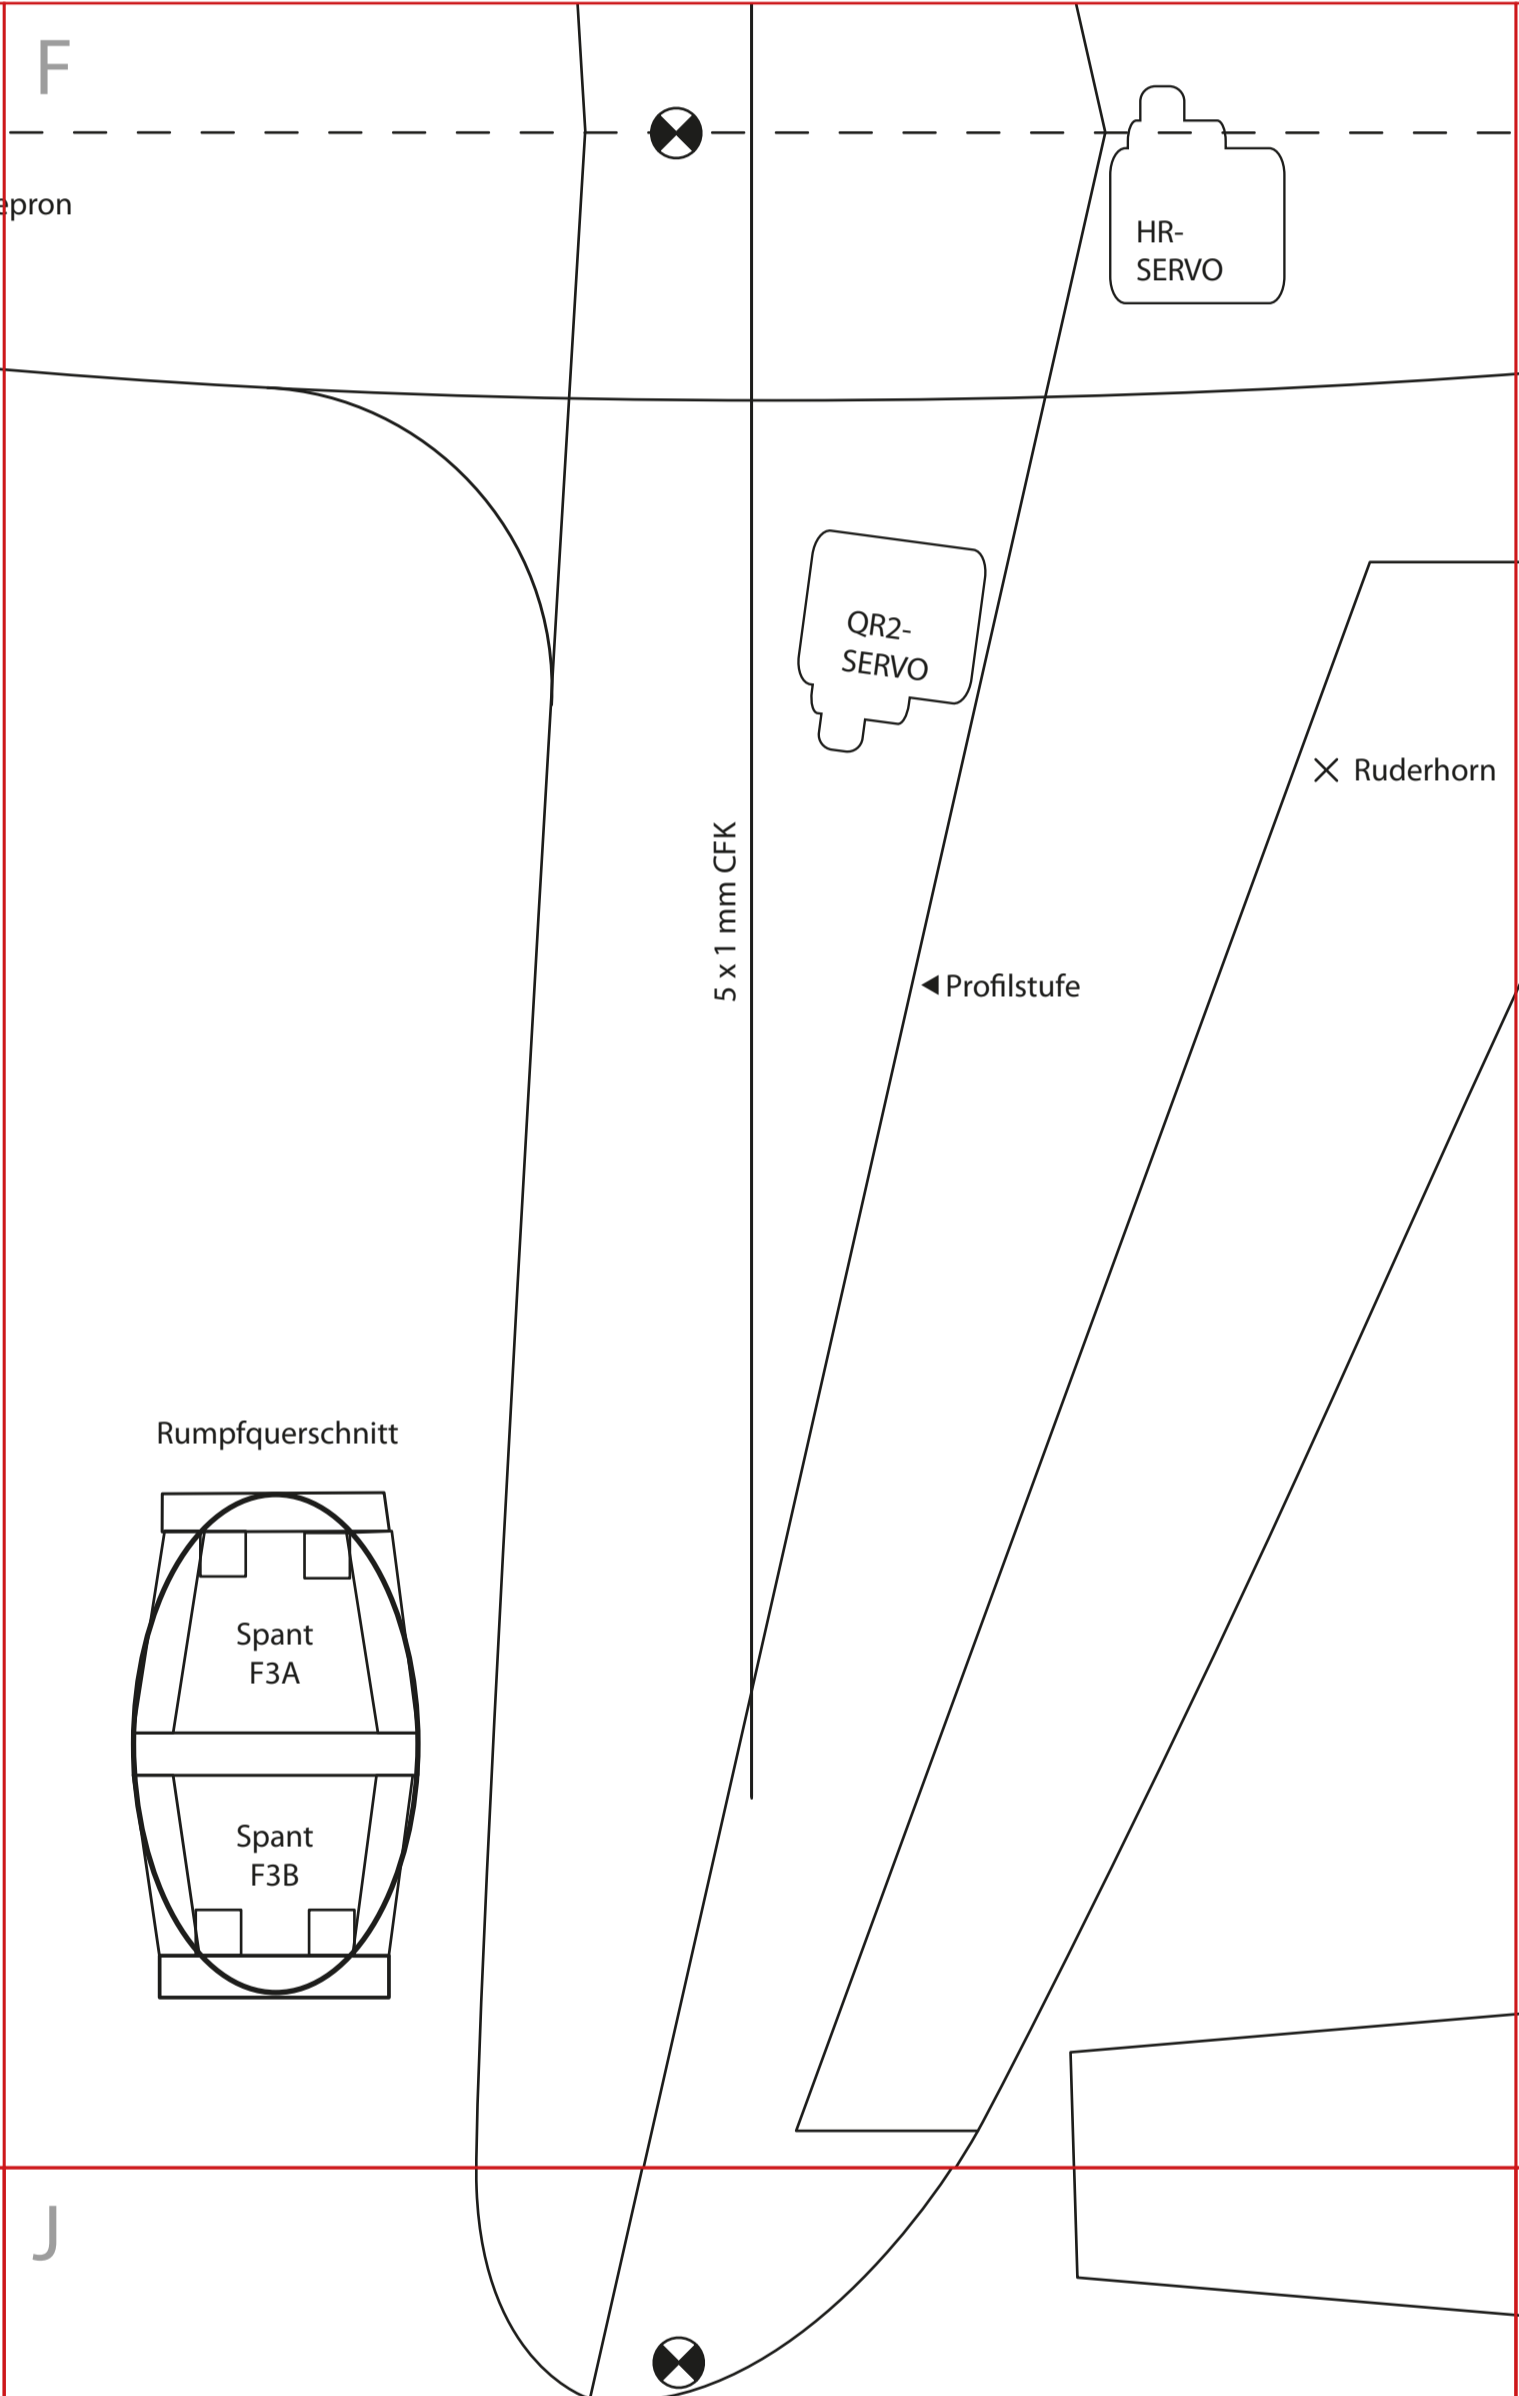 F
epron
HR-
SERVO
QR2-
SERVO
Ruderhorn
5 x 1 mm CFK
Profilstufe
Rumpfquerschnitt
Spant
F3A
Spant
F3B
J